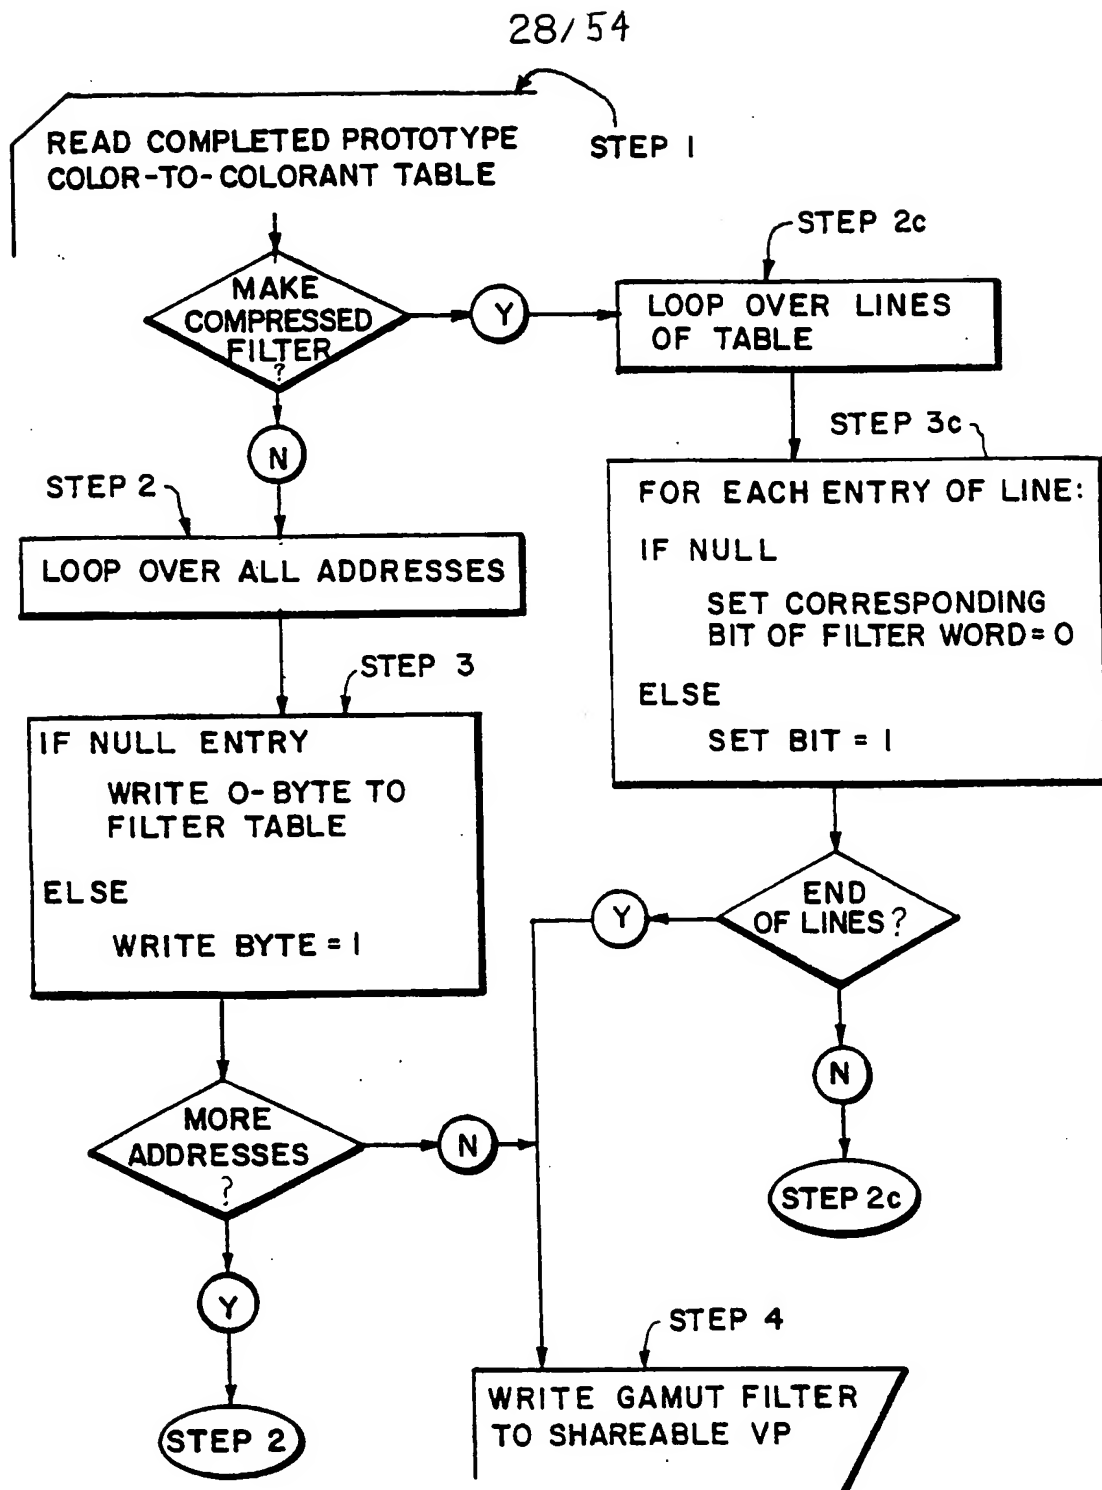 28/54
READ COMPLETED PROTOTYPE
COLOR-TO-COLORANT TABLE
STEP 1
MAKE
COMPRESSED
FILTER
?
Y
STEP 2c
LOOP OVER LINES
OF TABLE
N
STEP 2
LOOP OVER ALL ADDRESSES
STEP 3
IF NULL ENTRY
WRITE 0-BYTE TO
FILTER TABLE
ELSE
WRITE BYTE = 1
MORE
ADDRESSES
?
N
Y
STEP 2
STEP 3c
FOR EACH ENTRY OF LINE:
IF NULL
SET CORRESPONDING
BIT OF FILTER WORD = 0
ELSE
SET BIT = 1
END
OF LINES?
Y
N
STEP 2c
STEP 4
WRITE GAMUT FILTER
TO SHAREABLE VP